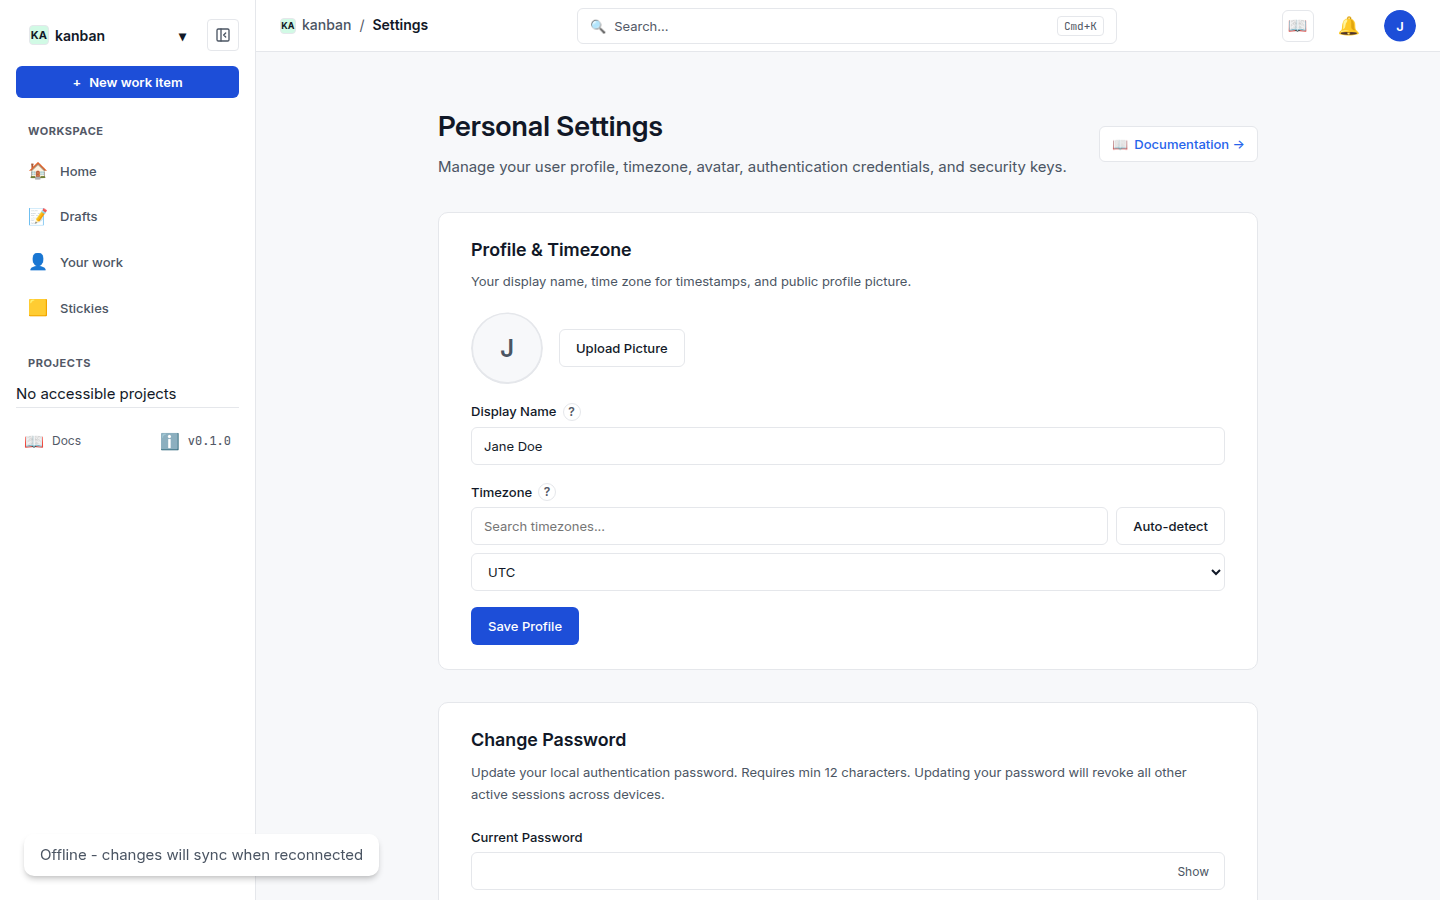 KA kanban ▾
+ New work item
WORKSPACE
Home
Drafts
Your work
Stickies
PROJECTS
No accessible projects
Docs
v0.1.0
KA kanban / Settings
Search...
Cmd+K
J
Personal Settings
Manage your user profile, timezone, avatar, authentication credentials, and security keys.
Documentation →
Profile & Timezone
Your display name, time zone for timestamps, and public profile picture.
J
Upload Picture
Display Name ?
Jane Doe
Timezone ?
Search timezones...
Auto-detect
UTC
Save Profile
Change Password
Update your local authentication password. Requires min 12 characters. Updating your password will revoke all other
active sessions across devices.
Current Password
Show
Offline - changes will sync when reconnected